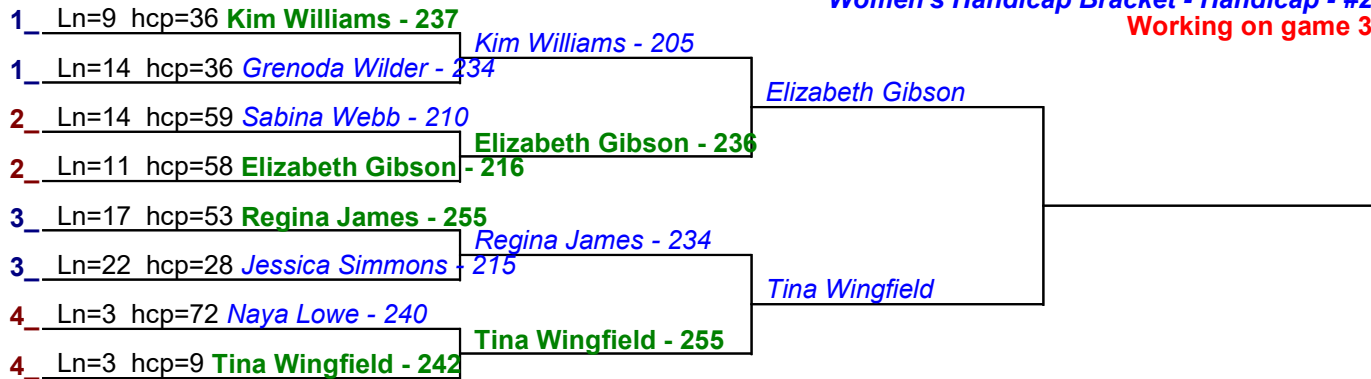 Women's Handicap Bracket - Handicap - #2
Working on game 3
1_ Ln=9 hcp=36 Kim Williams - 237
Kim Williams - 205
1_ Ln=14 hcp=36 Grenoda Wilder - 234
Elizabeth Gibson
2_ Ln=14 hcp=59 Sabina Webb - 210
Elizabeth Gibson - 236
2_ Ln=11 hcp=58 Elizabeth Gibson - 216
3_ Ln=17 hcp=53 Regina James - 255
Regina James - 234
3_ Ln=22 hcp=28 Jessica Simmons - 215
Tina Wingfield
4_ Ln=3 hcp=72 Naya Lowe - 240
Tina Wingfield - 255
4_ Ln=3 hcp=9 Tina Wingfield - 242